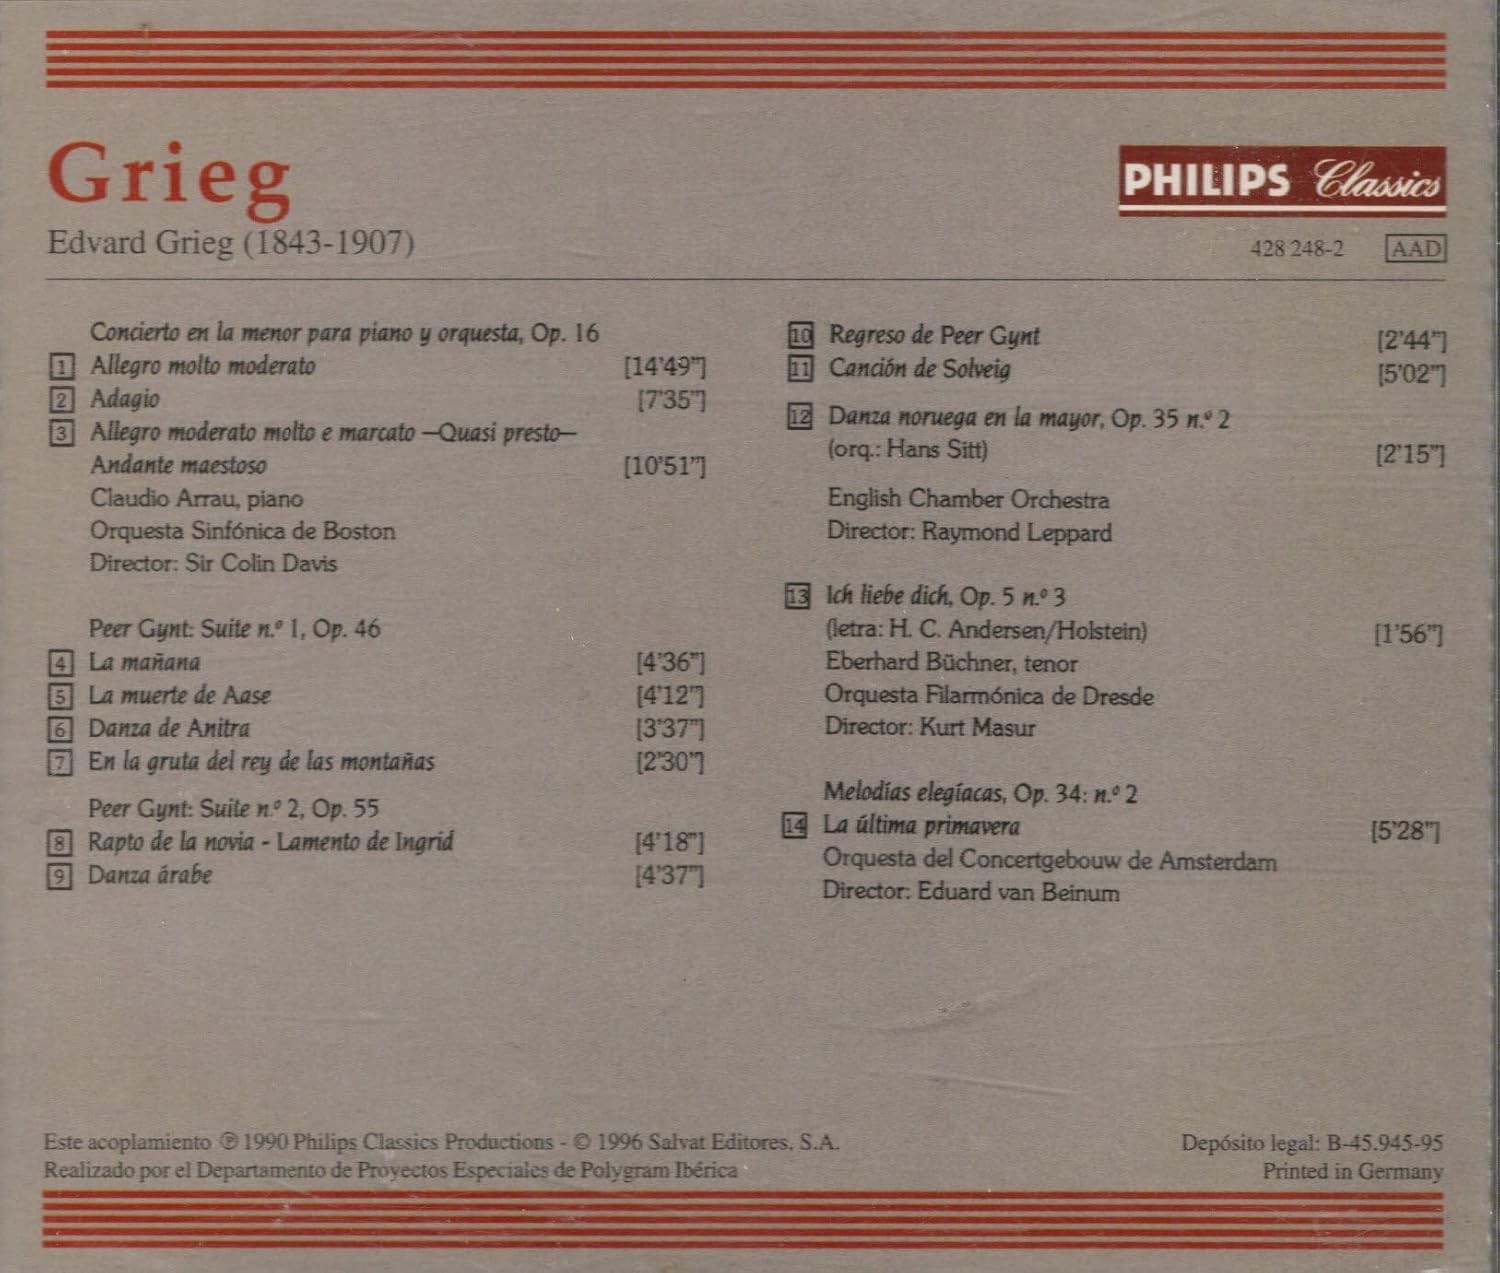 Grieg
Edvard Grieg (1843-1907)
PHILIPS Classics
428 248-2 AAD
Concierto en la menor para piano y orquesta, Op. 16
1 Allegro molto moderato [14'49"]
2 Adagio [7'35"]
3 Allegro moderato molto e marcato —Quasi presto—
Andante maestoso [10'51"]
Claudio Arrau, piano
Orquesta Sinfónica de Boston
Director: Sir Colin Davis
Peer Gynt: Suite n.º 1, Op. 46
4 La mañana [4'36"]
5 La muerte de Aase [4'12"]
6 Danza de Anitra [3'37"]
7 En la gruta del rey de las montañas [2'30"]
Peer Gynt: Suite n.º 2, Op. 55
8 Rapto de la novia - Lamento de Ingrid [4'18"]
9 Danza árabe [4'37"]
10 Regreso de Peer Gynt [2'44"]
11 Canción de Solveig [5'02"]
12 Danza noruega en la mayor, Op. 35 n.º 2
(orq.: Hans Sitt) [2'15"]
English Chamber Orchestra
Director: Raymond Leppard
13 Ich liebe dich, Op. 5 n.º 3
(letra: H. C. Andersen/Holstein) [1'56"]
Eberhard Büchner, tenor
Orquesta Filarmónica de Dresde
Director: Kurt Masur
Melodías elegíacas, Op. 34: n.º 2
14 La última primavera [5'28"]
Orquesta del Concertgebouw de Amsterdam
Director: Eduard van Beinum
Este acoplamiento ℗ 1990 Philips Classics Productions - © 1996 Salvat Editores, S.A.
Realizado por el Departamento de Proyectos Especiales de Polygram Ibérica
Depósito legal: B-45.945-95
Printed in Germany